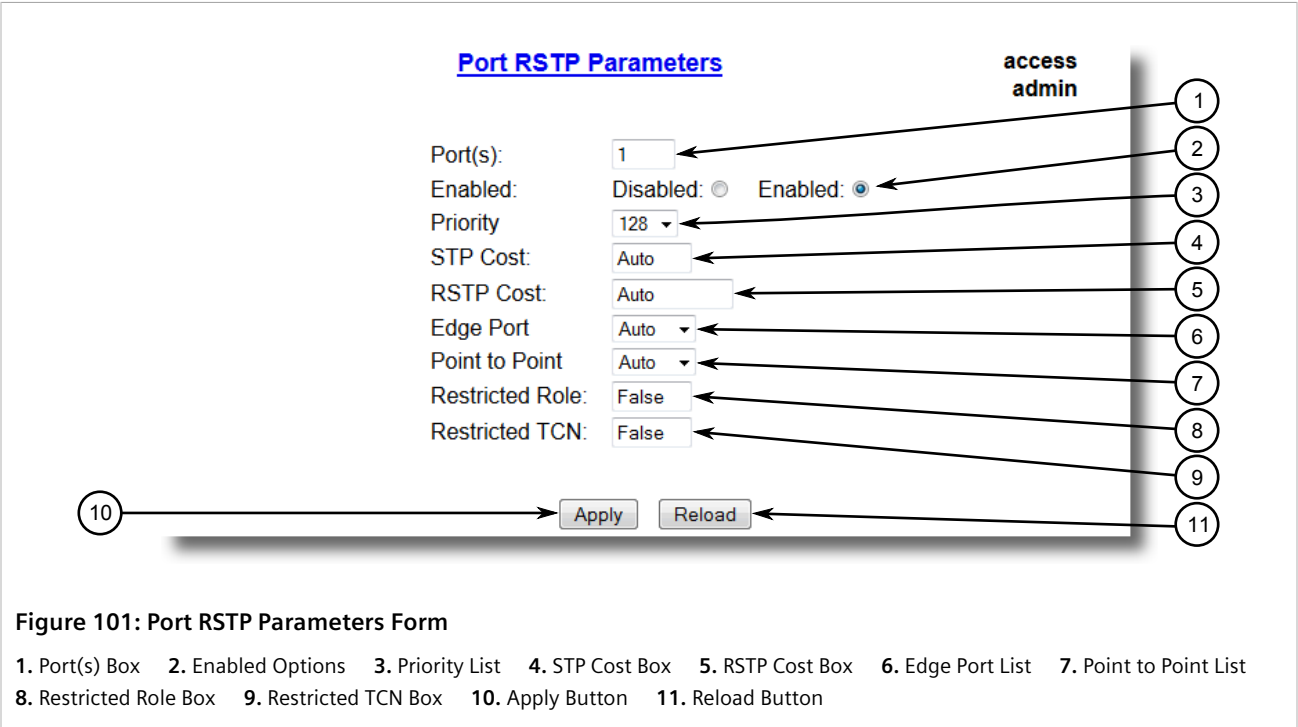 Port RSTP Parameters
access
admin
1
Port(s): 1
2
Enabled: Disabled: Enabled:
3
Priority 128
4
STP Cost: Auto
5
RSTP Cost: Auto
6
Edge Port Auto
7
Point to Point Auto
8
Restricted Role: False
9
Restricted TCN: False
10
Apply Reload
11
Figure 101: Port RSTP Parameters Form
1. Port(s) Box 2. Enabled Options 3. Priority List 4. STP Cost Box 5. RSTP Cost Box 6. Edge Port List 7. Point to Point List
8. Restricted Role Box 9. Restricted TCN Box 10. Apply Button 11. Reload Button